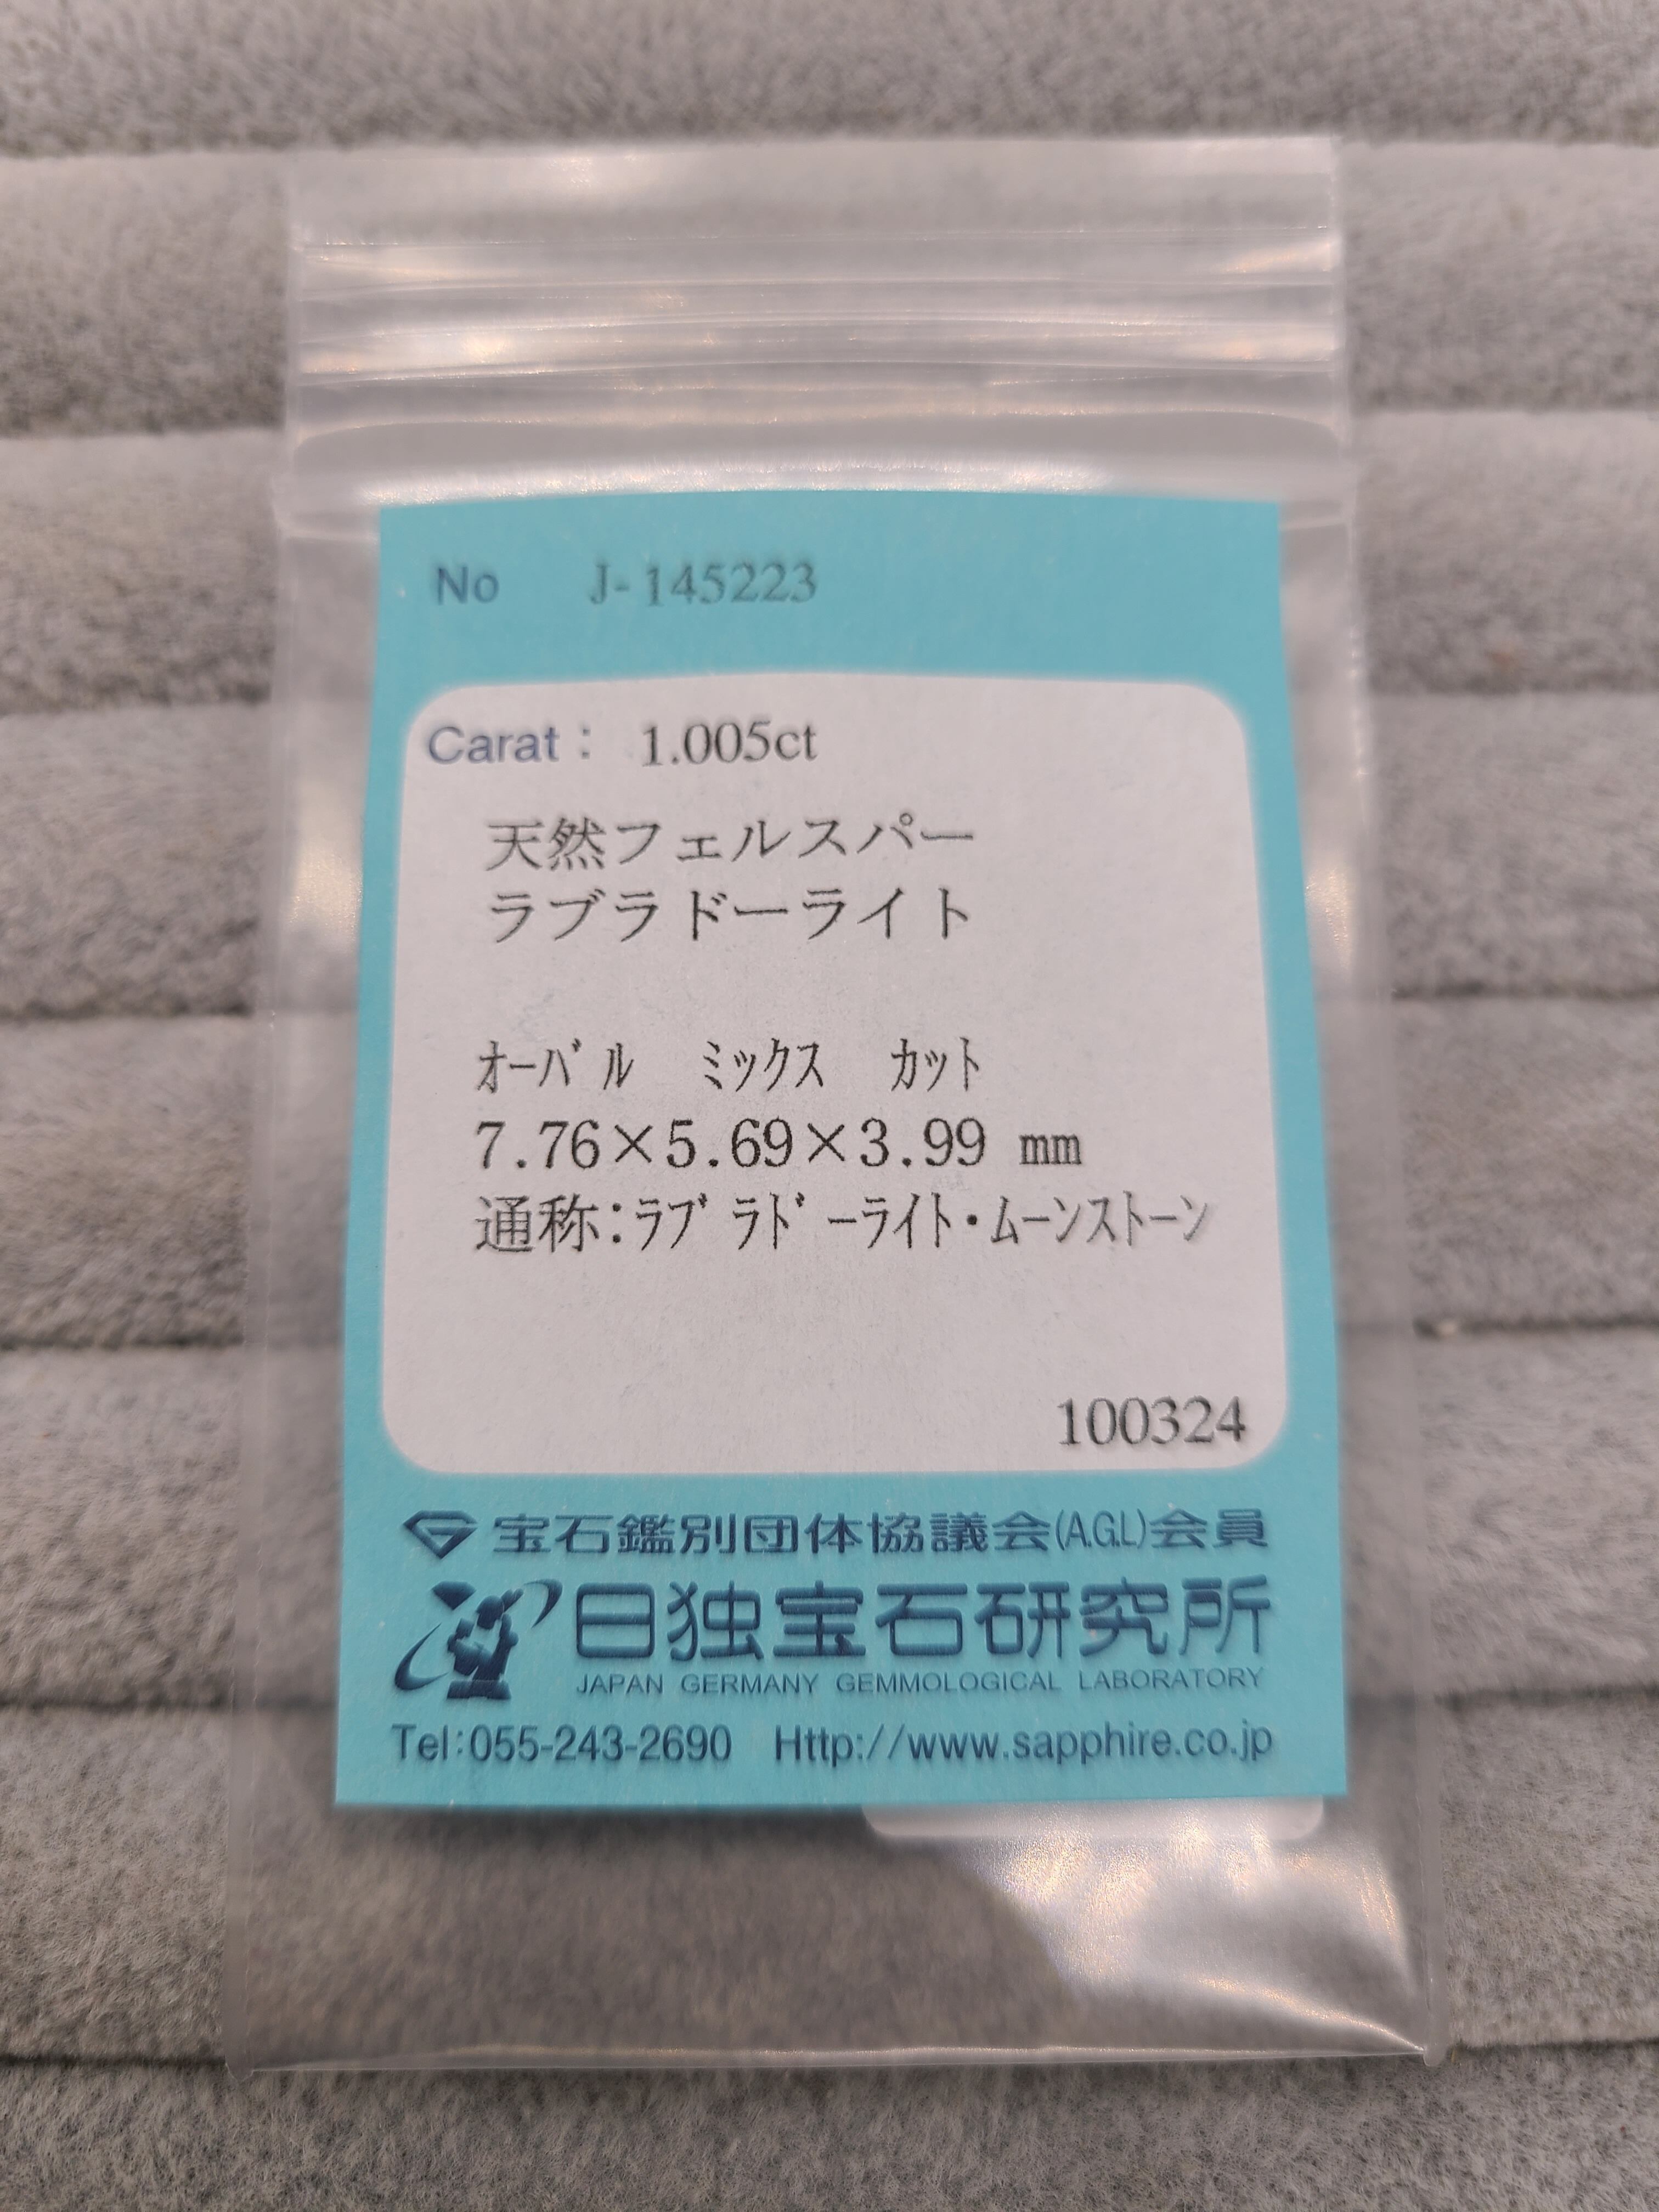 No J-145223
Carat : 1.005ct
天然フェルスパー
ラブラドーライト
ｵｰﾊﾞﾙ ﾐｯｸｽ ｶｯﾄ
7.76×5.69×3.99 mm
通称:ﾗﾌﾞﾗﾄﾞｰﾗｲﾄ・ﾑｰﾝｽﾄｰﾝ
100324
宝石鑑別団体協議会(A.G.L)会員
日独宝石研究所
JAPAN GERMANY GEMMOLOGICAL LABORATORY
Tel:055-243-2690 Http://www.sapphire.co.jp